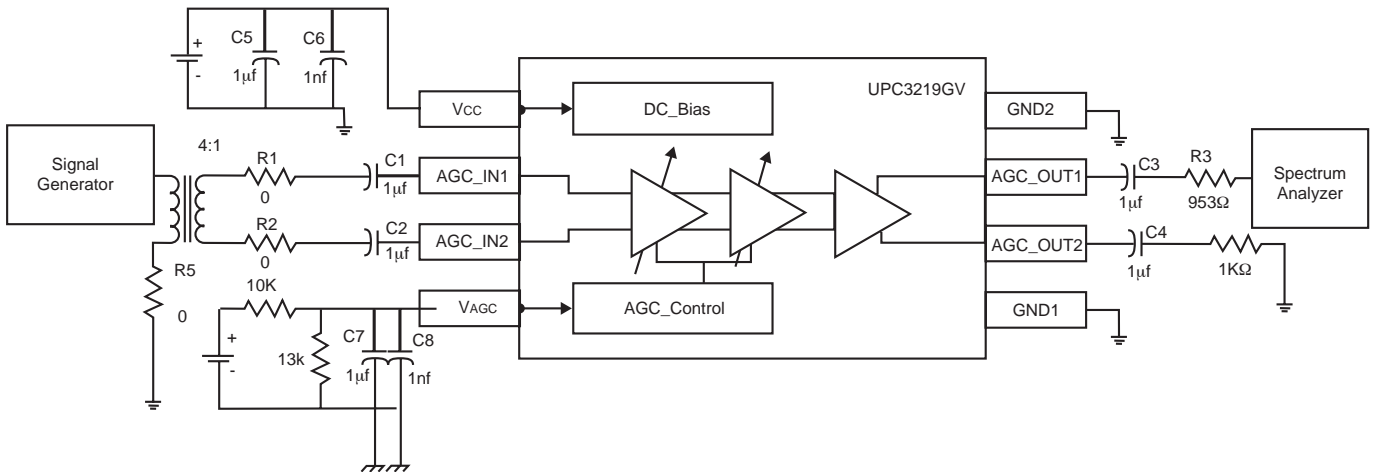 +
-
C5
1µf
C6
1nf
UPC3219GV
VCC
DC_Bias
GND2
Signal
Generator
4:1
R1
0
C1
1µf
AGC_IN1
AGC_OUT1
C3
1µf
R3
953Ω
Spectrum
Analyzer
R2
0
C2
1µf
AGC_IN2
AGC_OUT2
C4
1µf
1KΩ
R5
0
10K
VAGC
AGC_Control
GND1
+
-
13k
C7
1µf
C8
1nf